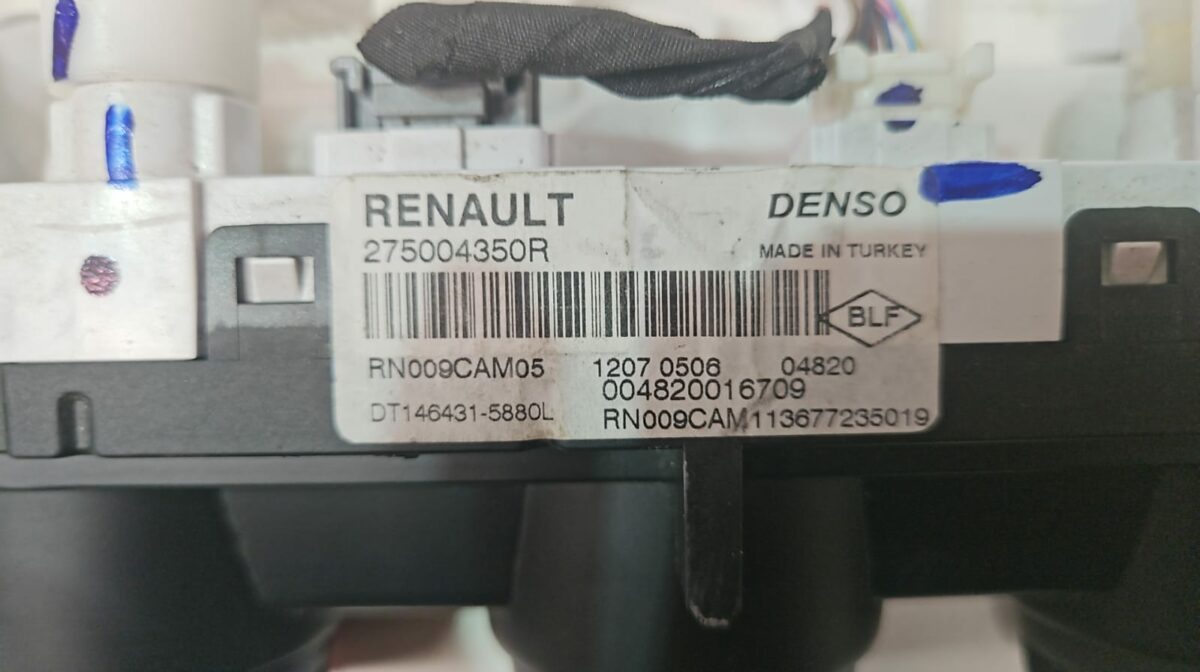 RENAULT DENSO
275004350R MADE IN TURKEY
BLF
RN009CAM05 1207 0506 04820
004820016709
DT146431-5880L RN009CAM113677235019